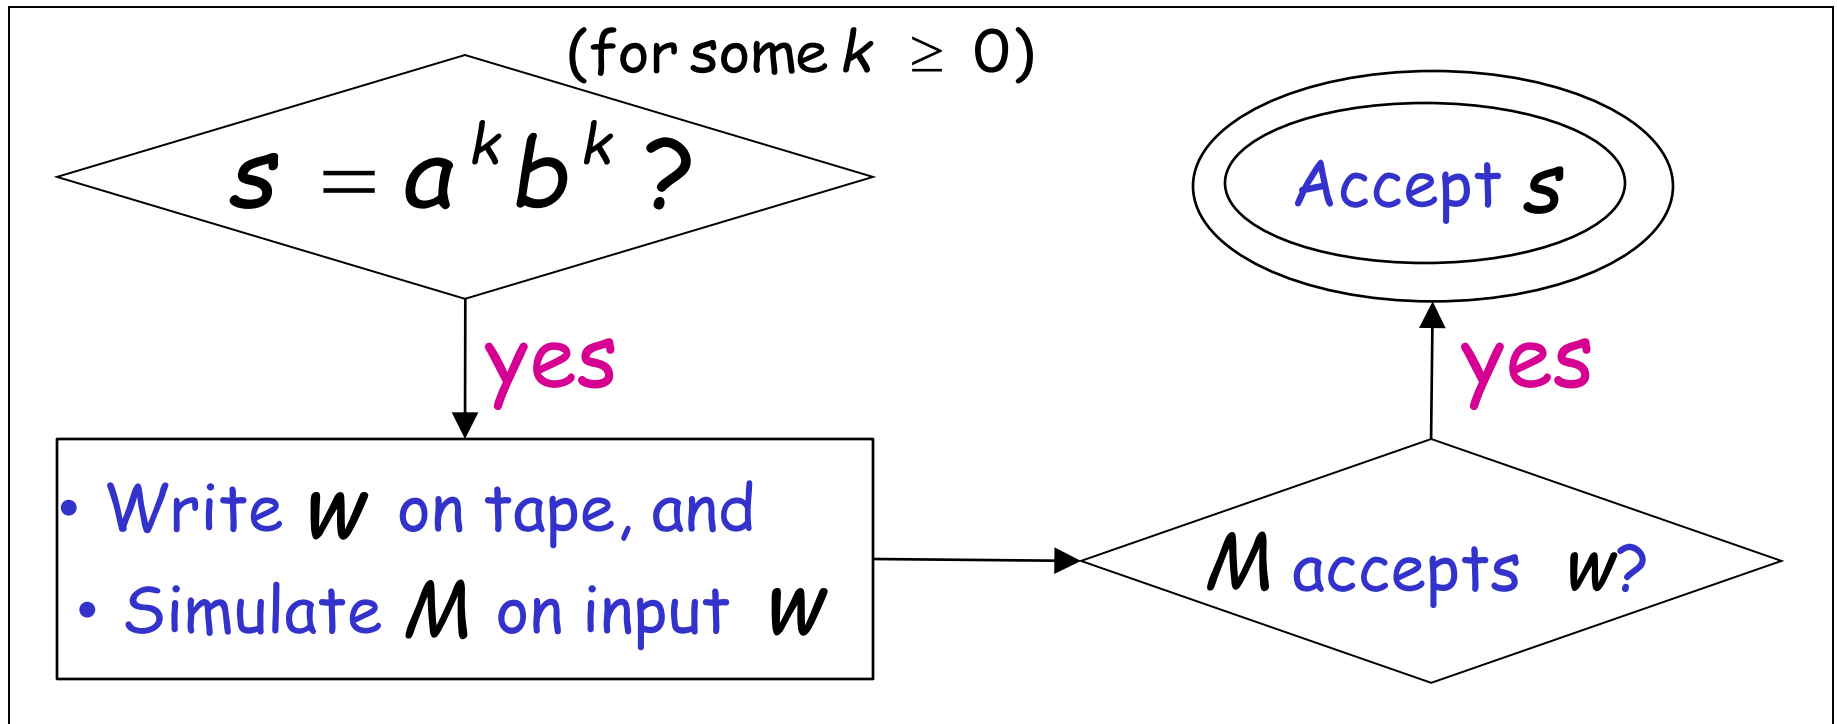 (for some k ≥ 0)
s = a^k b^k ?
Accept s
yes
yes
• Write w on tape, and
• Simulate M on input w
M accepts w?